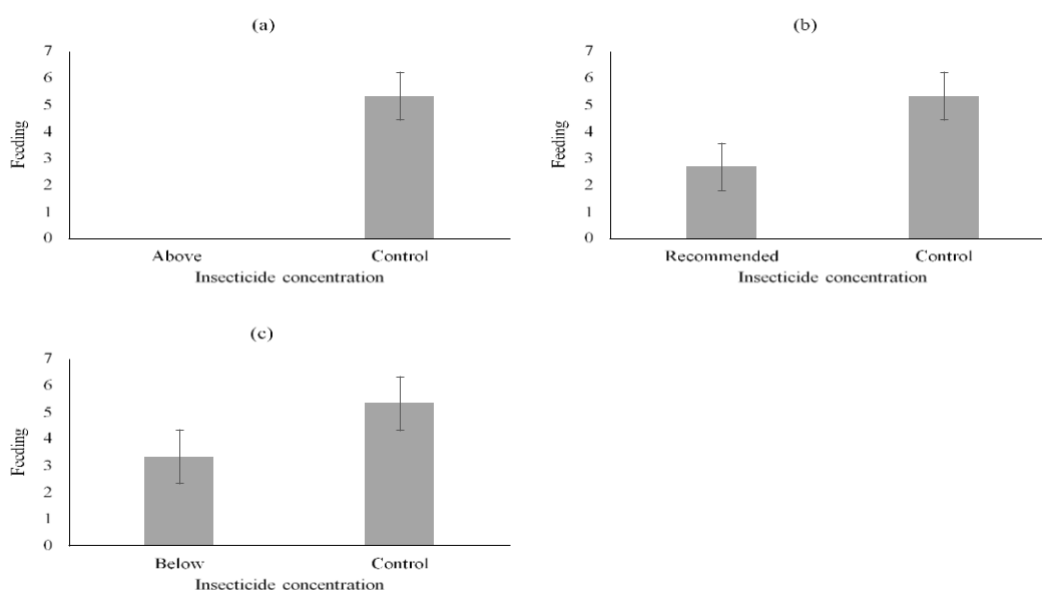 (a)
7
6
5
4
3
2
1
0
Feeding
Above Control
Insecticide concentration
(b)
7
6
5
4
3
2
1
0
Feeding
Recommended Control
Insecticide concentration
(c)
7
6
5
4
3
2
1
0
Feeding
Below Control
Insecticide concentration